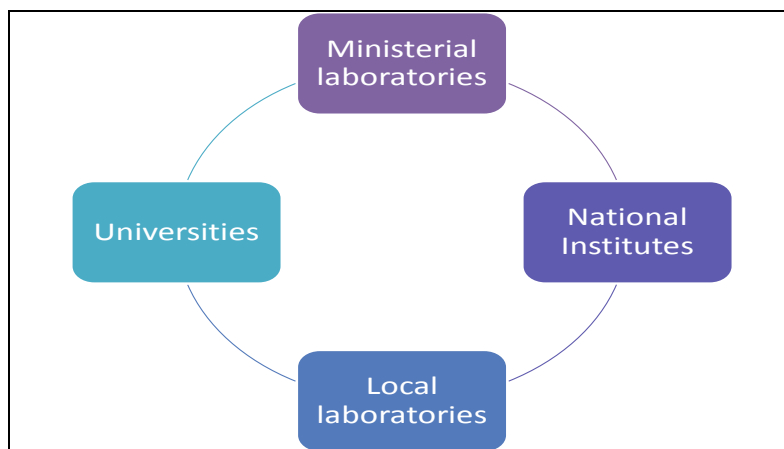 Ministerial
laboratories
Universities
National
Institutes
Local
laboratories